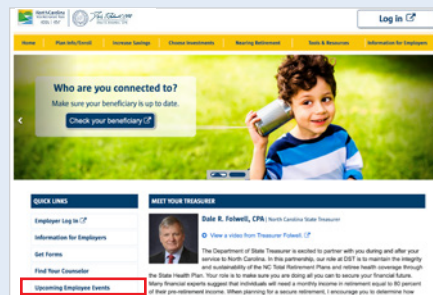 North Carolina
401k / 457
Log in
Home
Plan Info/Enroll
Increase Savings
Choose Investments
Nearing Retirement
Tools & Resources
Information for Employers
Who are you connected to?
Make sure your beneficiary is up to date.
Check your beneficiary
QUICK LINKS
Employer Log In
Information for Employers
Get Forms
Find Your Counselor
Upcoming Employee Events
MEET YOUR TREASURER
Dale R. Folwell, CPA | North Carolina State Treasurer
View a video from Treasurer Folwell.
The Department of State Treasurer is excited to partner with you during and after your
service to North Carolina. In this partnership, our role at DST is to maintain the integrity
and sustainability of the NC Total Retirement Plans and retiree health coverage through
the State Health Plan. Your role is to make sure you are doing all you can to secure your financial future.
Many financial experts suggest that individuals will need a monthly income in retirement equal to 80 percent
of their pre-retirement income. When planning for a secure retirement, I encourage you to determine how